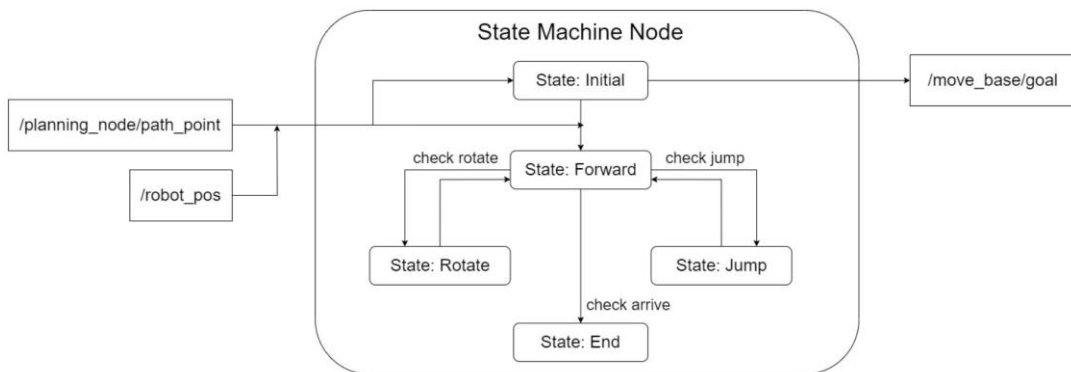 State Machine Node
State: Initial
/move_base/goal
/planning_node/path_point
check rotate
check jump
State: Forward
/robot_pos
State: Rotate
State: Jump
check arrive
State: End